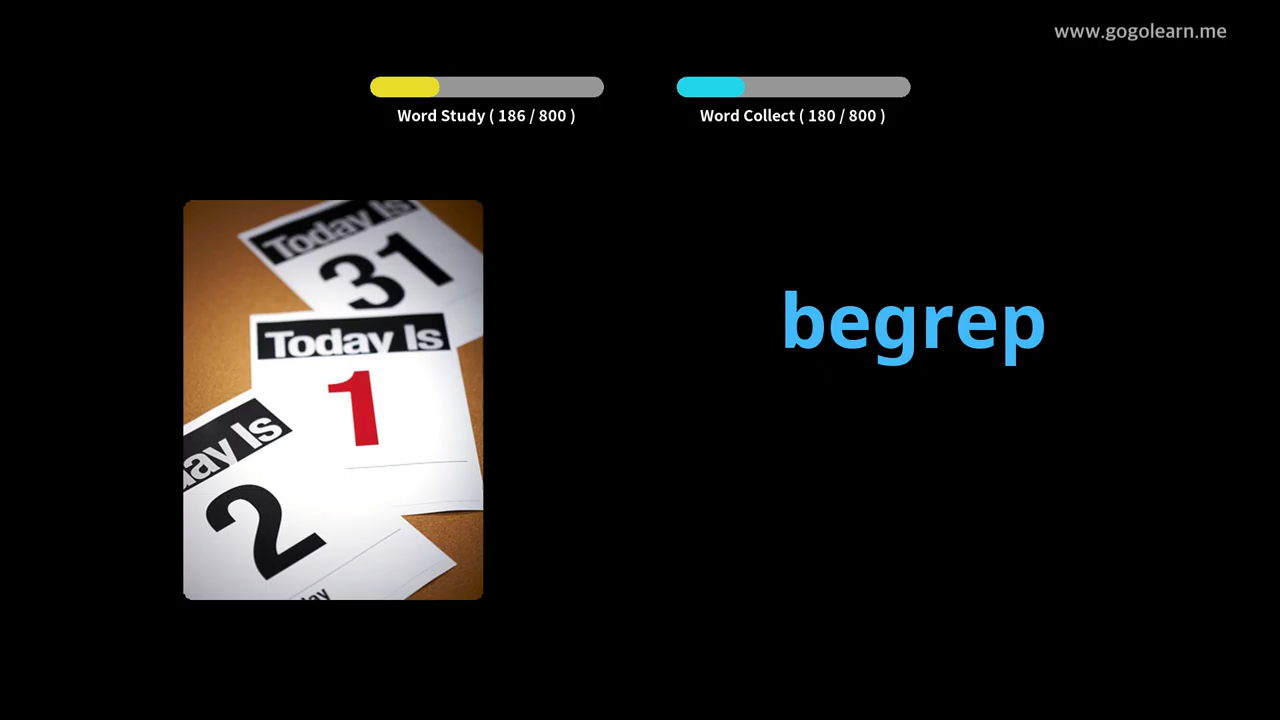 www.gogolearn.me
Word Study ( 186 / 800 )
Word Collect ( 180 / 800 )
Today Is
31
Today Is
1
ay Is
2
begrep